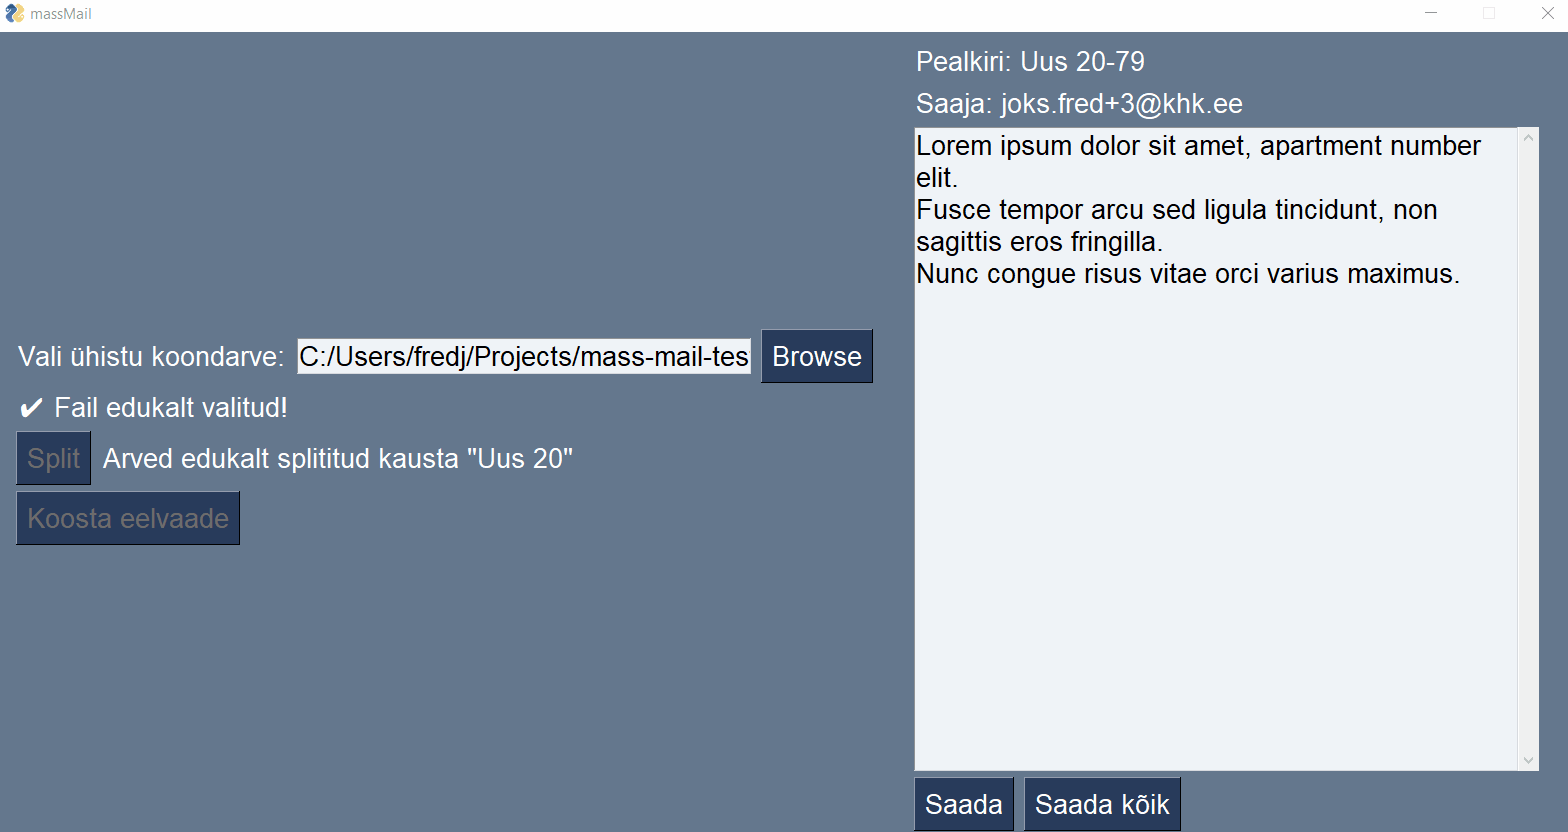 massMail
Vali ühistu koondarve: C:/Users/fredj/Projects/mass-mail-tes Browse
✔ Fail edukalt valitud!
Split Arved edukalt splititud kausta "Uus 20"
Koosta eelvaade
Pealkiri: Uus 20-79
Saaja: joks.fred+3@khk.ee
Lorem ipsum dolor sit amet, apartment number
elit.
Fusce tempor arcu sed ligula tincidunt, non
sagittis eros fringilla.
Nunc congue risus vitae orci varius maximus.
Saada Saada kõik